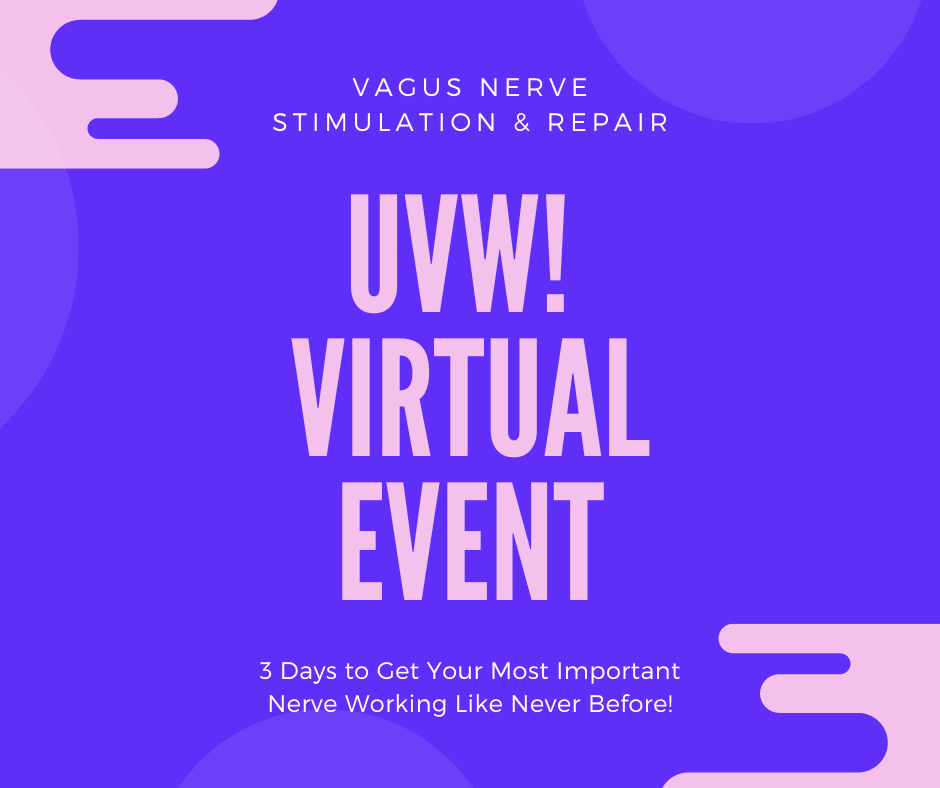 VAGUS NERVE
STIMULATION & REPAIR
UVW!
VIRTUAL
EVENT
3 Days to Get Your Most Important
Nerve Working Like Never Before!